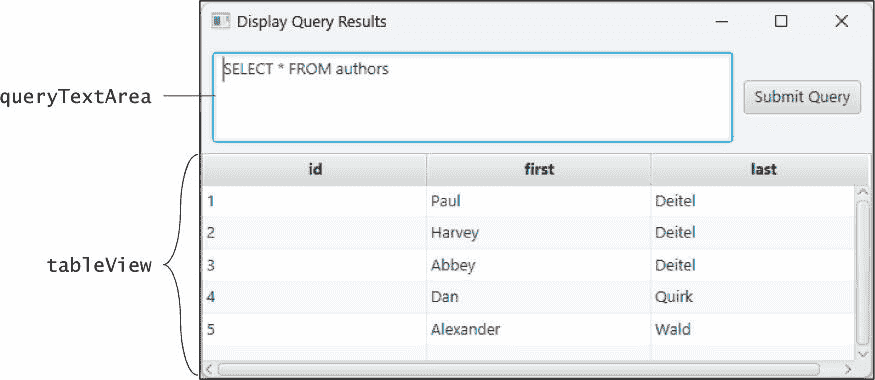 Display Query Results
SELECT * FROM authors
queryTextArea
Submit Query
id first last
1 Paul Deitel
2 Harvey Deitel
tableView
3 Abbey Deitel
4 Dan Quirk
5 Alexander Wald